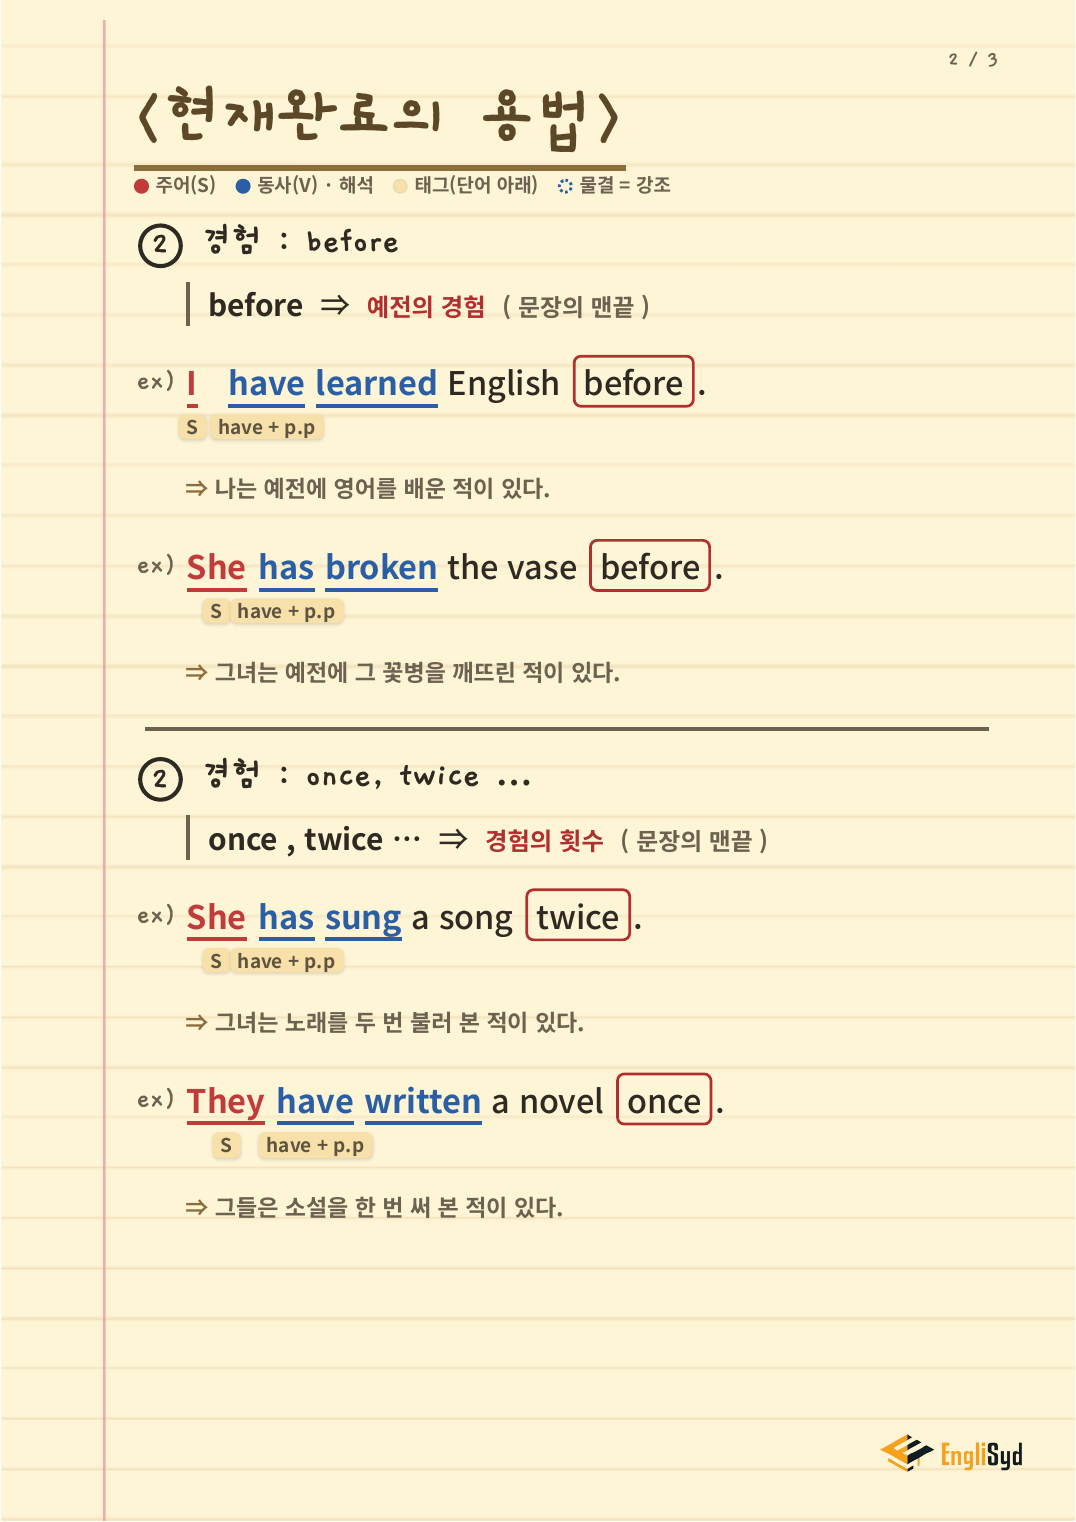 2 / 3
<현재완료의 용법>
주어(S) 동사(V) · 해석 태그(단어 아래) 물결 = 강조
2 경험 : before
before ⇒ 예전의 경험 ( 문장의 맨끝 )
ex) I have learned English before .
S have + p.p
⇒ 나는 예전에 영어를 배운 적이 있다.
ex) She has broken the vase before .
S have + p.p
⇒ 그녀는 예전에 그 꽃병을 깨뜨린 적이 있다.
2 경험 : once, twice ...
once , twice ··· ⇒ 경험의 횟수 ( 문장의 맨끝 )
ex) She has sung a song twice .
S have + p.p
⇒ 그녀는 노래를 두 번 불러 본 적이 있다.
ex) They have written a novel once .
S have + p.p
⇒ 그들은 소설을 한 번 써 본 적이 있다.
EngliSyd